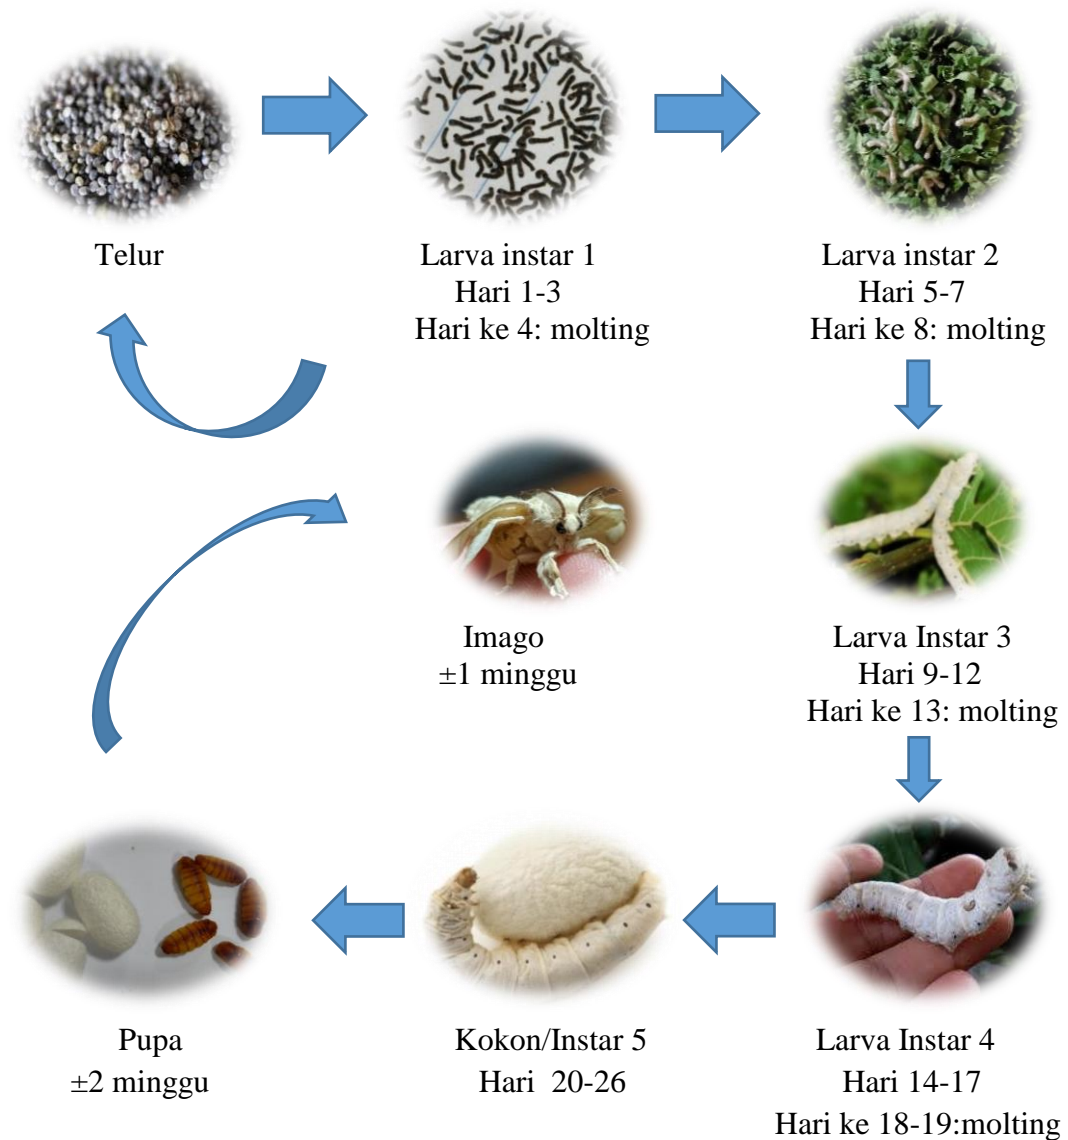 Telur
Larva instar 1
Hari 1-3
Hari ke 4: molting
Larva instar 2
Hari 5-7
Hari ke 8: molting
Imago
±1 minggu
Larva Instar 3
Hari 9-12
Hari ke 13: molting
Pupa
±2 minggu
Kokon/Instar 5
Hari  20-26
Larva Instar 4
Hari 14-17
Hari ke 18-19:molting